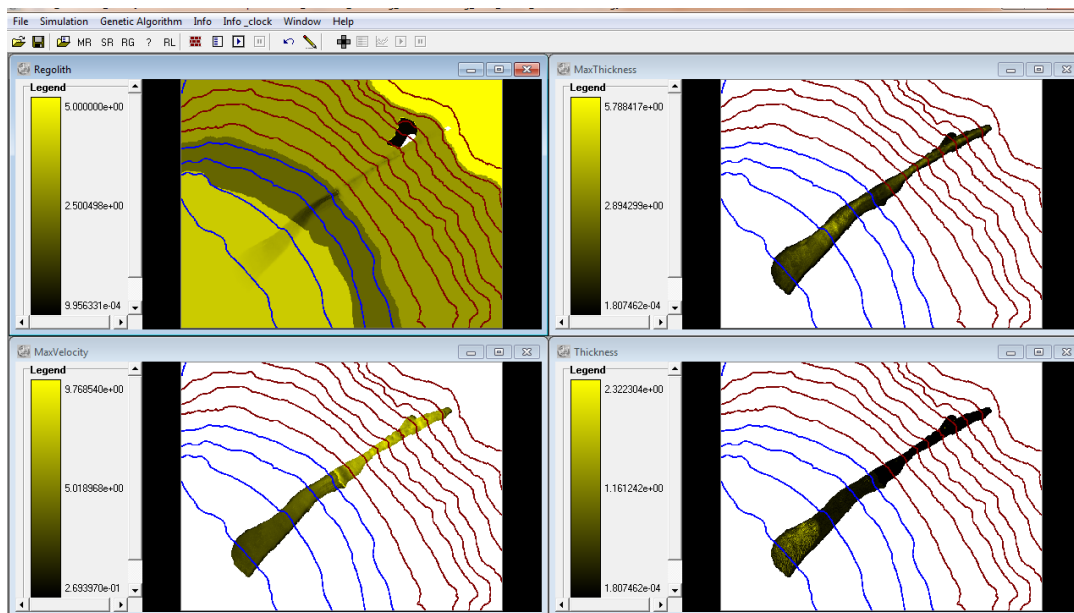 File Simulation Genetic Algorithm Info Info _clock Window Help
MR SR RG ? RL
Regolith
Legend
5.000000e+00
2.500498e+00
9.956331e-04
MaxThickness
Legend
5.788417e+00
2.894299e+00
1.807462e-04
MaxVelocity
Legend
9.768540e+00
5.018968e+00
2.693970e-01
Thickness
Legend
2.322304e+00
1.161242e+00
1.807462e-04